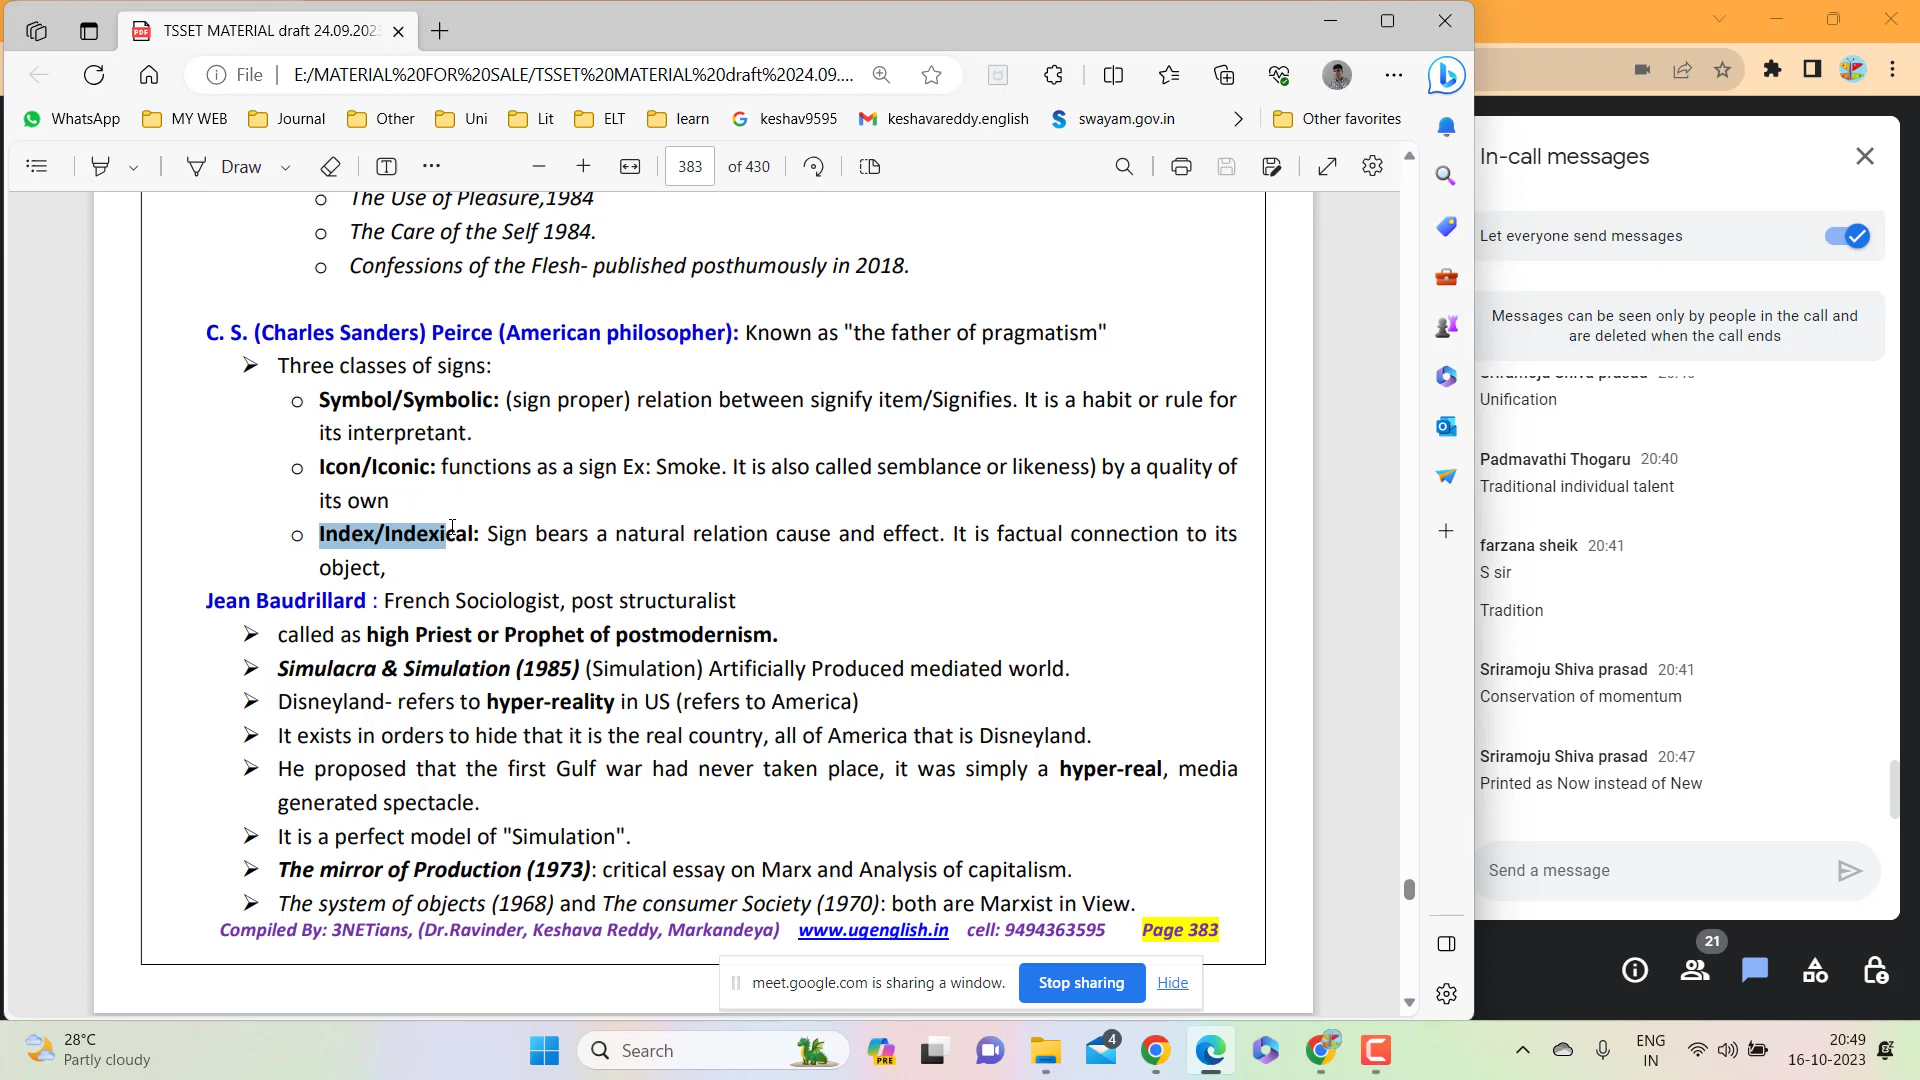 TSSET MATERIAL draft 24.09.202
File
E:/MATERIAL%20FOR%20SALE/TSSET%20MATERIAL%20draft%2024.09....
WhatsApp
MY WEB
Journal
Other
Uni
Lit
ELT
learn
keshav9595
keshavareddy.english
swayam.gov.in
Other favorites
Draw
383
of 430
The Use of Pleasure,1984
The Care of the Self 1984.
Confessions of the Flesh- published posthumously in 2018.
C. S. (Charles Sanders) Peirce (American philosopher): Known as "the father of pragmatism"
Three classes of signs:
Symbol/Symbolic: (sign proper) relation between signify item/Signifies. It is a habit or rule for
its interpretant.
Icon/Iconic: functions as a sign Ex: Smoke. It is also called semblance or likeness) by a quality of
its own
Index/Indexical: Sign bears a natural relation cause and effect. It is factual connection to its
object,
Jean Baudrillard : French Sociologist, post structuralist
called as high Priest or Prophet of postmodernism.
Simulacra & Simulation (1985) (Simulation) Artificially Produced mediated world.
Disneyland- refers to hyper-reality in US (refers to America)
It exists in orders to hide that it is the real country, all of America that is Disneyland.
He proposed that the first Gulf war had never taken place, it was simply a hyper-real, media
generated spectacle.
It is a perfect model of "Simulation".
The mirror of Production (1973): critical essay on Marx and Analysis of capitalism.
The system of objects (1968) and The consumer Society (1970): both are Marxist in View.
Compiled By: 3NETians, (Dr.Ravinder, Keshava Reddy, Markandeya) www.ugenglish.in cell: 9494363595 Page 383
meet.google.com is sharing a window.
Stop sharing
Hide
In-call messages
Let everyone send messages
Messages can be seen only by people in the call and
are deleted when the call ends
Unification
Padmavathi Thogaru 20:40
Traditional individual talent
farzana sheik 20:41
S sir
Tradition
Sriramoju Shiva prasad 20:41
Conservation of momentum
Sriramoju Shiva prasad 20:47
Printed as Now instead of New
Send a message
21
28°C
Partly cloudy
Search
PRE
4
ENG
IN
20:49
16-10-2023